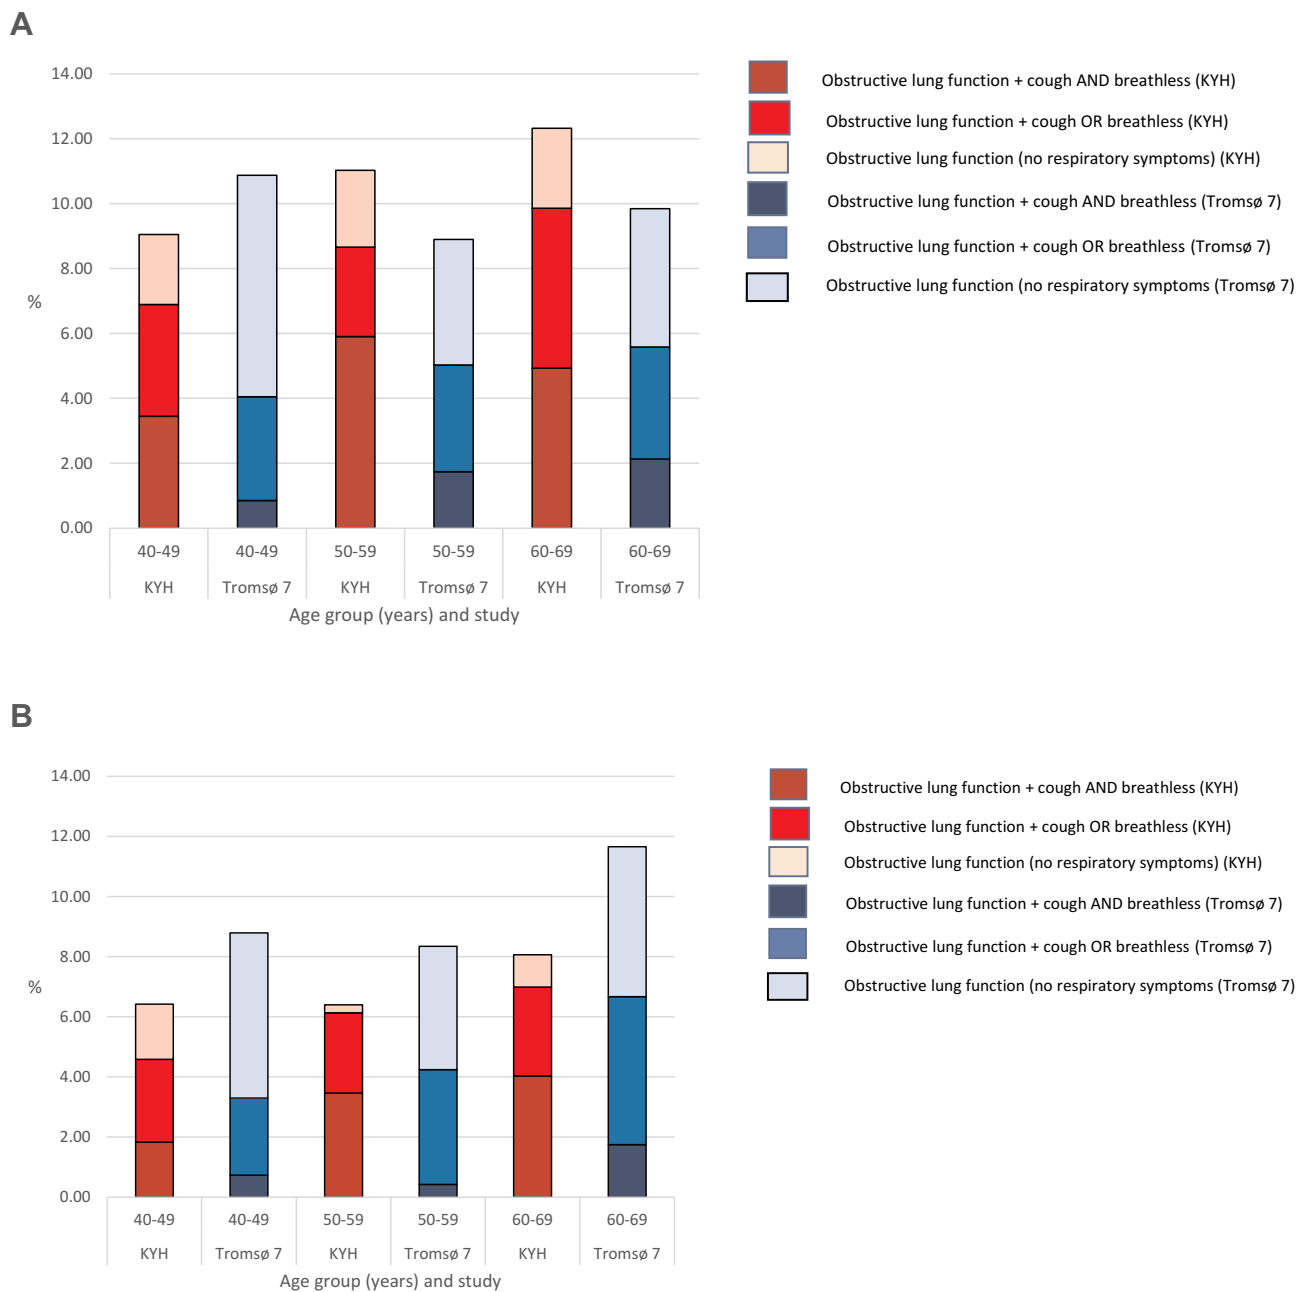 A
14.00
12.00
10.00
8.00
6.00
4.00
2.00
0.00
%
40-49 40-49 50-59 50-59 60-69 60-69
KYH Tromsø 7 KYH Tromsø 7 KYH Tromsø 7
Age group (years) and study
Obstructive lung function + cough AND breathless (KYH)
Obstructive lung function + cough OR breathless (KYH)
Obstructive lung function (no respiratory symptoms) (KYH)
Obstructive lung function + cough AND breathless (Tromsø 7)
Obstructive lung function + cough OR breathless (Tromsø 7)
Obstructive lung function (no respiratory symptoms (Tromsø 7)
B
14.00
12.00
10.00
8.00
6.00
4.00
2.00
0.00
%
40-49 40-49 50-59 50-59 60-69 60-69
KYH Tromsø 7 KYH Tromsø 7 KYH Tromsø 7
Age group (years) and study
Obstructive lung function + cough AND breathless (KYH)
Obstructive lung function + cough OR breathless (KYH)
Obstructive lung function (no respiratory symptoms) (KYH)
Obstructive lung function + cough AND breathless (Tromsø 7)
Obstructive lung function + cough OR breathless (Tromsø 7)
Obstructive lung function (no respiratory symptoms (Tromsø 7)